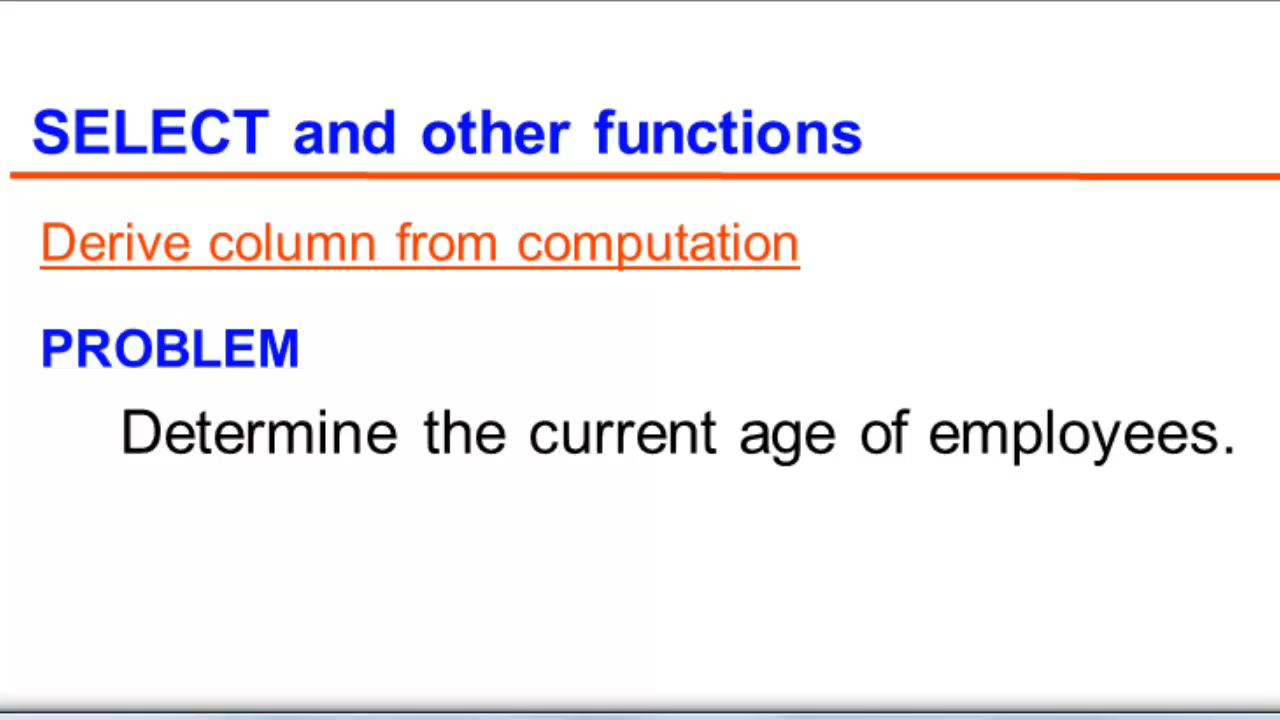 SELECT and other functions
Derive column from computation
PROBLEM
Determine the current age of employees.